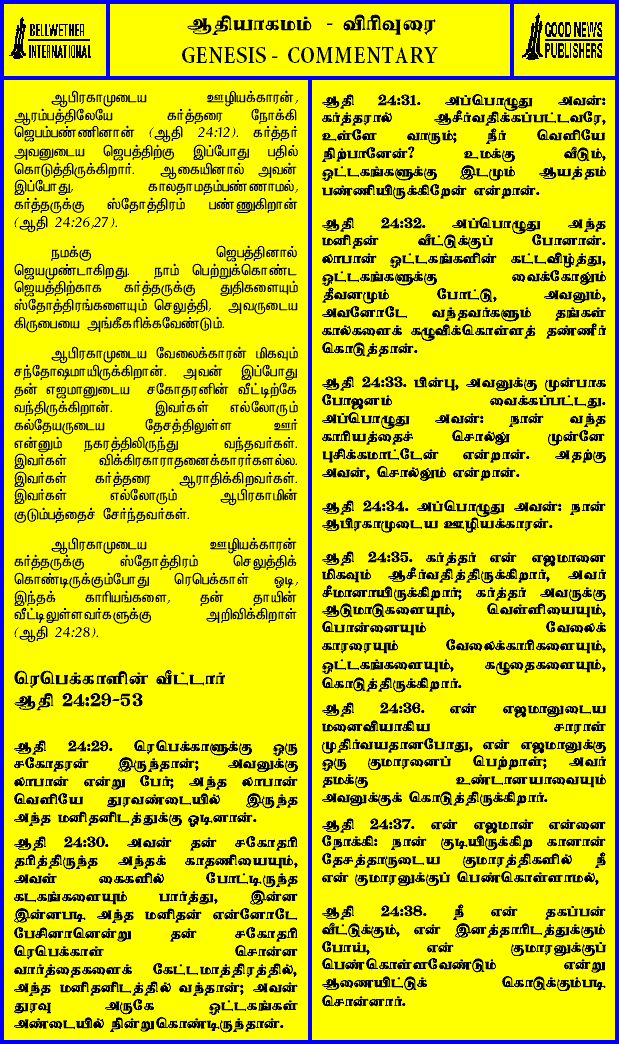 BELLWETHER
INTERNATIONAL
ஆதியாகமம் - விரிவுரை
GENESIS - COMMENTARY
GOOD NEWS
PUBLISHERS
ஆபிரகாமுடைய ஊழியக்காரன்,
ஆரம்பத்திலேயே கர்த்தரை நோக்கி
ஜெபம்பண்ணினான் (ஆதி 24:12). கர்த்தர்
அவனுடைய ஜெபத்திற்கு இப்போது பதில்
கொடுத்திருக்கிறார். ஆகையினால் அவன்
இப்போது, காலதாமதம்பண்ணாமல்,
கர்த்தருக்கு ஸ்தோத்திரம் பண்ணுகிறான்
(ஆதி 24:26,27).
நமக்கு ஜெபத்தினால்
ஜெயமுண்டாகிறது. நாம் பெற்றுக்கொண்ட
ஜெயத்திற்காக கர்த்தருக்கு துதிகளையும்
ஸ்தோத்திரங்களையும் செலுத்தி, அவருடைய
கிருபையை அங்கீகரிக்கவேண்டும்.
ஆபிரகாமுடைய வேலைக்காரன் மிகவும்
சந்தோஷமாயிருக்கிறான். அவன் இப்போது
தன் எஜமானுடைய சகோதரனின் வீட்டிற்கே
வந்திருக்கிறான். இவர்கள் எல்லோரும்
கல்தேயருடைய தேசத்திலுள்ள ஊர்
என்னும் நகரத்திலிருந்து வந்தவர்கள்.
இவர்கள் விக்கிரகாராதனைக்காரர்களல்ல.
இவர்கள் கர்த்தரை ஆராதிக்கிறவர்கள்.
இவர்கள் எல்லோரும் ஆபிரகாமின்
குடும்பத்தைச் சேர்ந்தவர்கள்.
ஆபிரகாமுடைய ஊழியக்காரன்
கர்த்தருக்கு ஸ்தோத்திரம் செலுத்திக்
கொண்டிருக்கும்போது ரெபெக்காள் ஓடி,
இந்தக் காரியங்களை, தன் தாயின்
வீட்டிலுள்ளவர்களுக்கு அறிவிக்கிறாள்
(ஆதி 24:28).
ரெபெக்காளின் வீட்டார்
ஆதி 24:29-53
ஆதி 24:29. ரெபெக்காளுக்கு ஒரு
சகோதரன் இருந்தான்; அவனுக்கு
லாபான் என்று பேர்; அந்த லாபான்
வெளியே துரவண்டையில் இருந்த
அந்த மனிதனிடத்துக்கு ஓடினான்.
ஆதி 24:30. அவன் தன் சகோதரி
தரித்திருந்த அந்தக் காதணியையும்,
அவள் கைகளில் போட்டிருந்த
கடகங்களையும் பார்த்து, இன்ன
இன்னபடி அந்த மனிதன் என்னோடே
பேசினானென்று தன் சகோதரி
ரெபெக்காள் சொன்ன
வார்த்தைகளைக் கேட்டமாத்திரத்தில்,
அந்த மனிதனிடத்தில் வந்தான்; அவன்
துரவு அருகே ஒட்டகங்கள்
அண்டையில் நின்றுகொண்டிருந்தான்.
ஆதி 24:31. அப்பொழுது அவன்:
கர்த்தரால் ஆசீர்வதிக்கப்பட்டவரே,
உள்ளே வாரும்; நீர் வெளியே
நிற்பானேன்? உமக்கு வீடும்,
ஒட்டகங்களுக்கு இடமும் ஆயத்தம்
பண்ணியிருக்கிறேன் என்றான்.
ஆதி 24:32. அப்பொழுது அந்த
மனிதன் வீட்டுக்குப் போனான்.
லாபான் ஒட்டகங்களின் கட்டவிழ்த்து,
ஒட்டகங்களுக்கு வைக்கோலும்
தீவனமும் போட்டு, அவனும்,
அவனோடே வந்தவர்களும் தங்கள்
கால்களைக் கழுவிக்கொள்ளத் தண்ணீர்
கொடுத்தான்.
ஆதி 24:33. பின்பு, அவனுக்கு முன்பாக
போஜனம் வைக்கப்பட்டது.
அப்பொழுது அவன்: நான் வந்த
காரியத்தைச் சொல்லு முன்னே
புசிக்கமாட்டேன் என்றான். அதற்கு
அவன், சொல்லும் என்றான்.
ஆதி 24:34. அப்பொழுது அவன்: நான்
ஆபிரகாமுடைய ஊழியக்காரன்.
ஆதி 24:35. கர்த்தர் என் எஜமானை
மிகவும் ஆசீர்வதித்திருக்கிறார், அவர்
சீமானாயிருக்கிறார்; கர்த்தர் அவருக்கு
ஆடுமாடுகளையும், வெள்ளியையும்,
பொன்னையும் வேலைக்
காரரையும் வேலைக்காரிகளையும்,
ஒட்டகங்களையும், கழுதைகளையும்,
கொடுத்திருக்கிறார்.
ஆதி 24:36. என் எஜமானுடைய
மனைவியாகிய சாராள்
முதிர்வயதானபோது, என் எஜமானுக்கு
ஒரு குமாரனைப் பெற்றாள்; அவர்
தமக்கு உண்டானயாவையும்
அவனுக்குக் கொடுத்திருக்கிறார்.
ஆதி 24:37. என் எஜமான் என்னை
நோக்கி: நான் குடியிருக்கிற கானான்
தேசத்தாருடைய குமாரத்திகளில் நீ
என் குமாரனுக்குப் பெண்கொள்ளாமல்,
ஆதி 24:38. நீ என் தகப்பன்
வீட்டுக்கும், என் இனத்தாரிடத்துக்கும்
போய், என் குமாரனுக்குப்
பெண்கொள்ளவேண்டும் என்று
ஆணையிட்டுக் கொடுக்கும்படி
சொன்னார்.